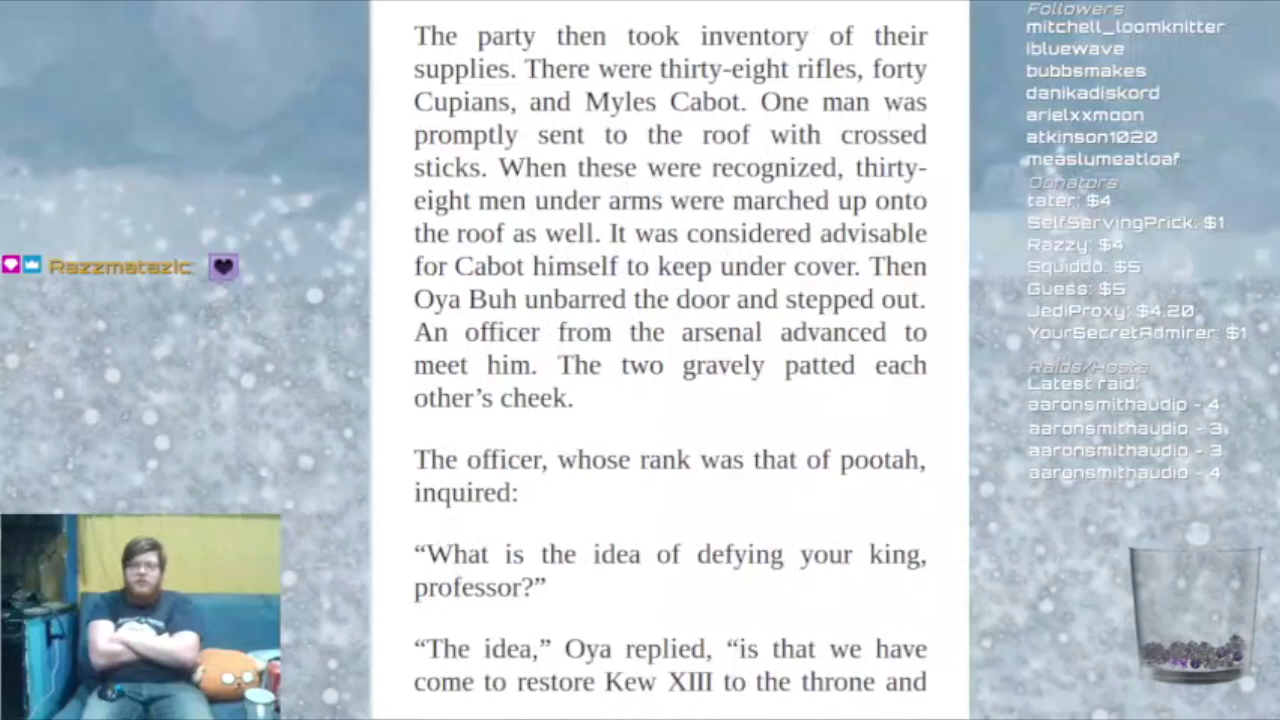 The party then took inventory of their
supplies. There were thirty-eight rifles, forty
Cupians, and Myles Cabot. One man was
promptly sent to the roof with crossed
sticks. When these were recognized, thirty-
eight men under arms were marched up onto
the roof as well. It was considered advisable
for Cabot himself to keep under cover. Then
Oya Buh unbarred the door and stepped out.
An officer from the arsenal advanced to
meet him. The two gravely patted each
other’s cheek.
The officer, whose rank was that of pootah,
inquired:
“What is the idea of defying your king,
professor?”
“The idea,” Oya replied, “is that we have
come to restore Kew XIII to the throne and
Razzmatazic:
Followers
mitchell_loomknitter
lbluewave
bubbsmakes
danikadiskord
arielxxmoon
atkinson1020
measlumeatloaf
Donators
tater: $4
SelfServingPrick: $1
Razzy: $4
Squiddo: $5
Guess: $5
JediProxy: $4.20
YourSecretAdmirer: $1
Raids/Hosts
Latest raid:
aaronsmithaudio - 4
aaronsmithaudio - 3
aaronsmithaudio - 3
aaronsmithaudio - 4